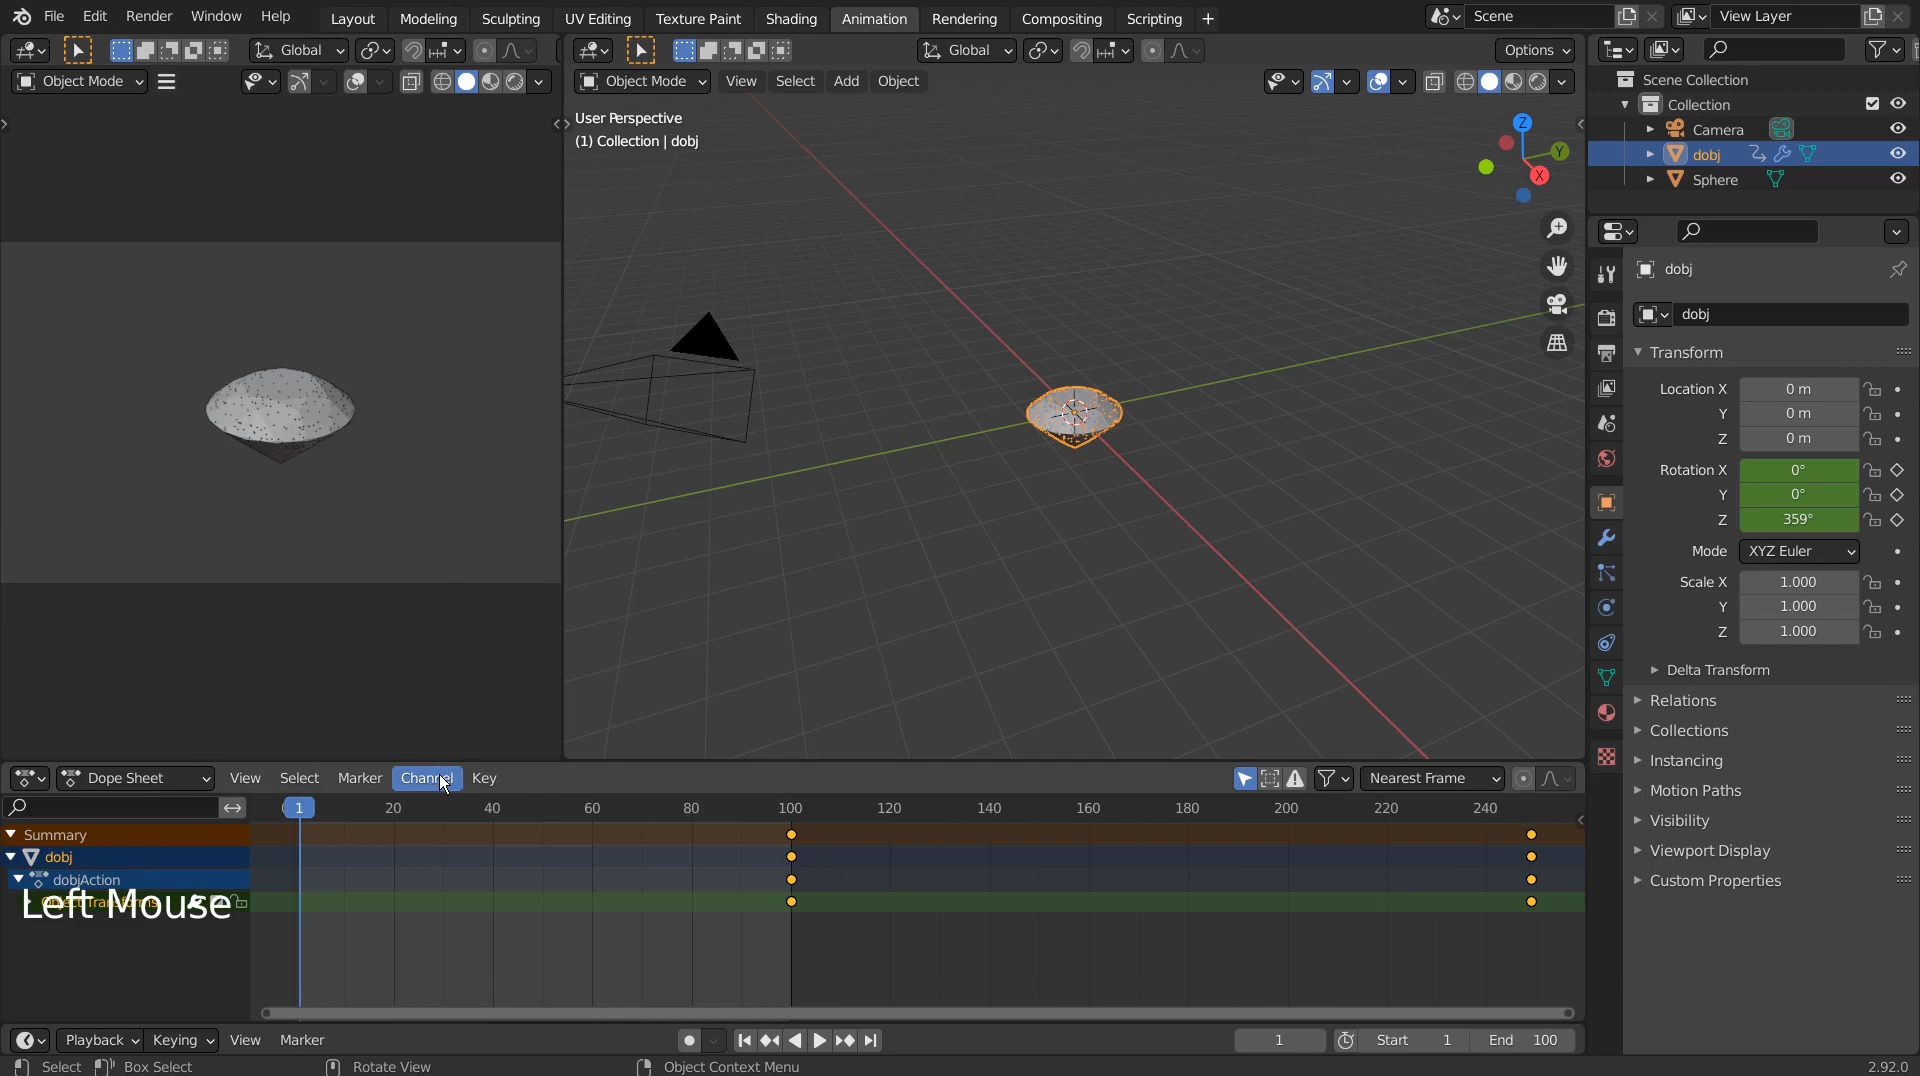 File Edit Render Window Help Layout Modeling Sculpting UV Editing Texture Paint Shading Animation Rendering Compositing Scripting + Scene View Layer
Global Global Options
Object Mode Object Mode View Select Add Object
User Perspective
(1) Collection | dobj
Z
Y
X
Scene Collection
Collection
Camera
dobj
Sphere
dobj
dobj
Transform
Location X 0 m
Y 0 m
Z 0 m
Rotation X 0°
Y 0°
Z 359°
Mode XYZ Euler
Scale X 1.000
Y 1.000
Z 1.000
Delta Transform
Relations
Collections
Instancing
Motion Paths
Visibility
Viewport Display
Custom Properties
Dope Sheet View Select Marker Channel Key Nearest Frame
1 20 40 60 80 100 120 140 160 180 200 220 240
Summary
dobj
dobjAction
Object Transforms
Left Mouse
Playback Keying View Marker 1 Start 1 End 100
Select Box Select Rotate View Object Context Menu 2.92.0